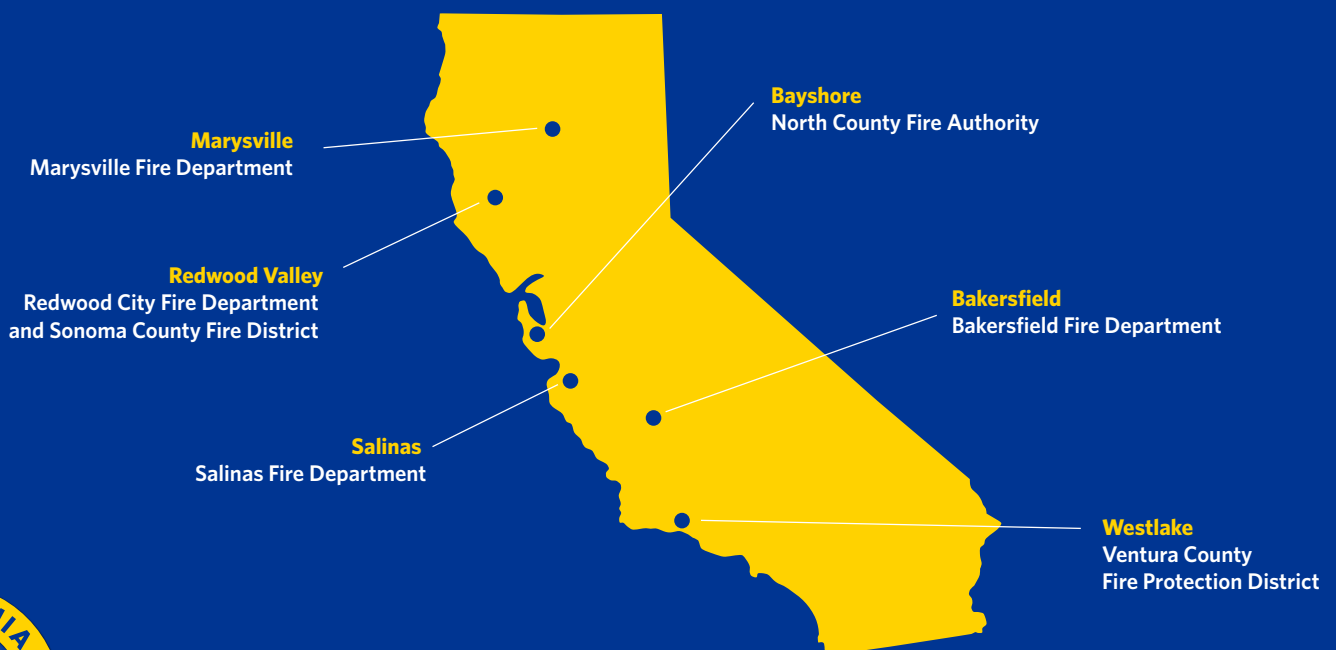 Bayshore
North County Fire Authority
Marysville
Marysville Fire Department
Redwood Valley
Redwood City Fire Department
and Sonoma County Fire District
Bakersfield
Bakersfield Fire Department
Salinas
Salinas Fire Department
Westlake
Ventura County
Fire Protection District